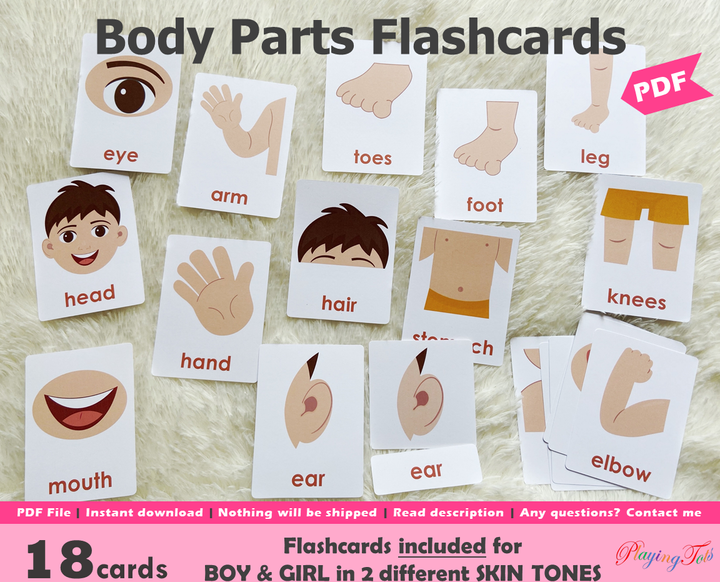 Body Parts Flashcards
PDF
eye
arm
toes
foot
leg
head
hand
hair
knees
mouth
ear
ear
elbow
PDF File | Instant download | Nothing will be shipped | Read description | Any questions? Contact me
18 cards
Flashcards included for
BOY & GIRL in 2 different SKIN TONES
PlayingTots